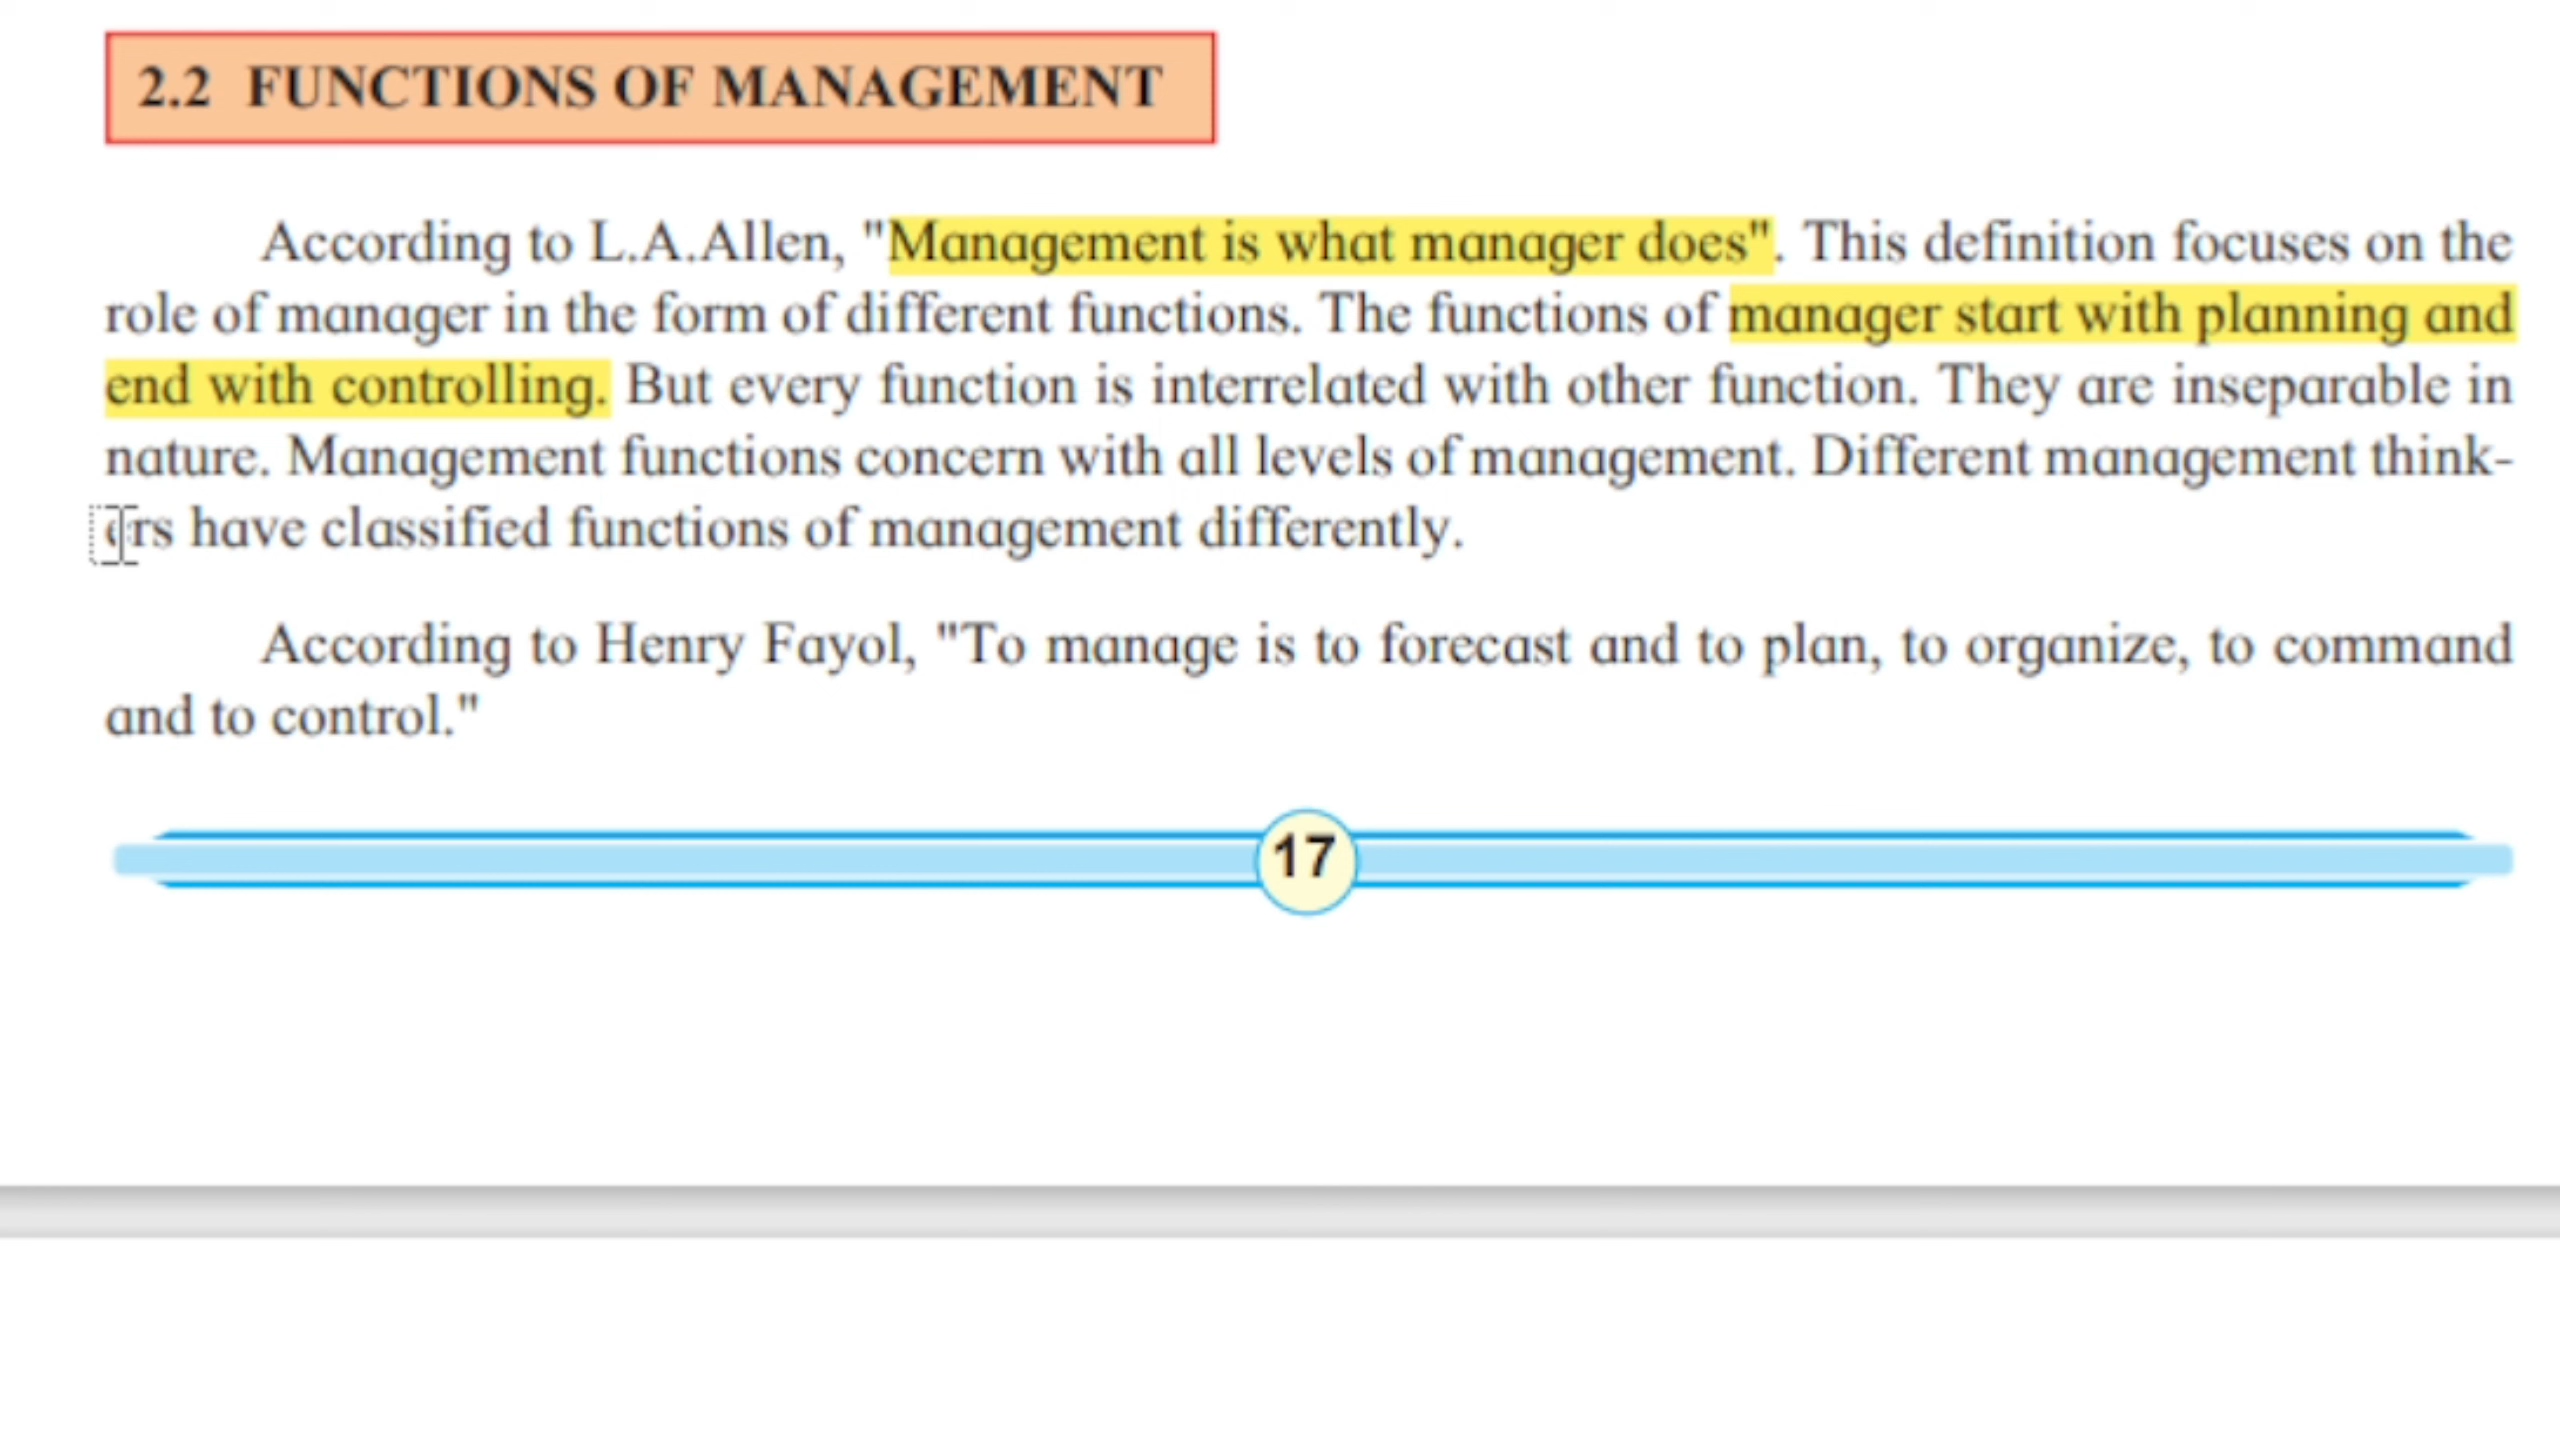 2.2 FUNCTIONS OF MANAGEMENT
According to L.A.Allen, "Management is what manager does". This definition focuses on the
role of manager in the form of different functions. The functions of manager start with planning and
end with controlling. But every function is interrelated with other function. They are inseparable in
nature. Management functions concern with all levels of management. Different management think-
ers have classified functions of management differently.
According to Henry Fayol, "To manage is to forecast and to plan, to organize, to command
and to control."
17